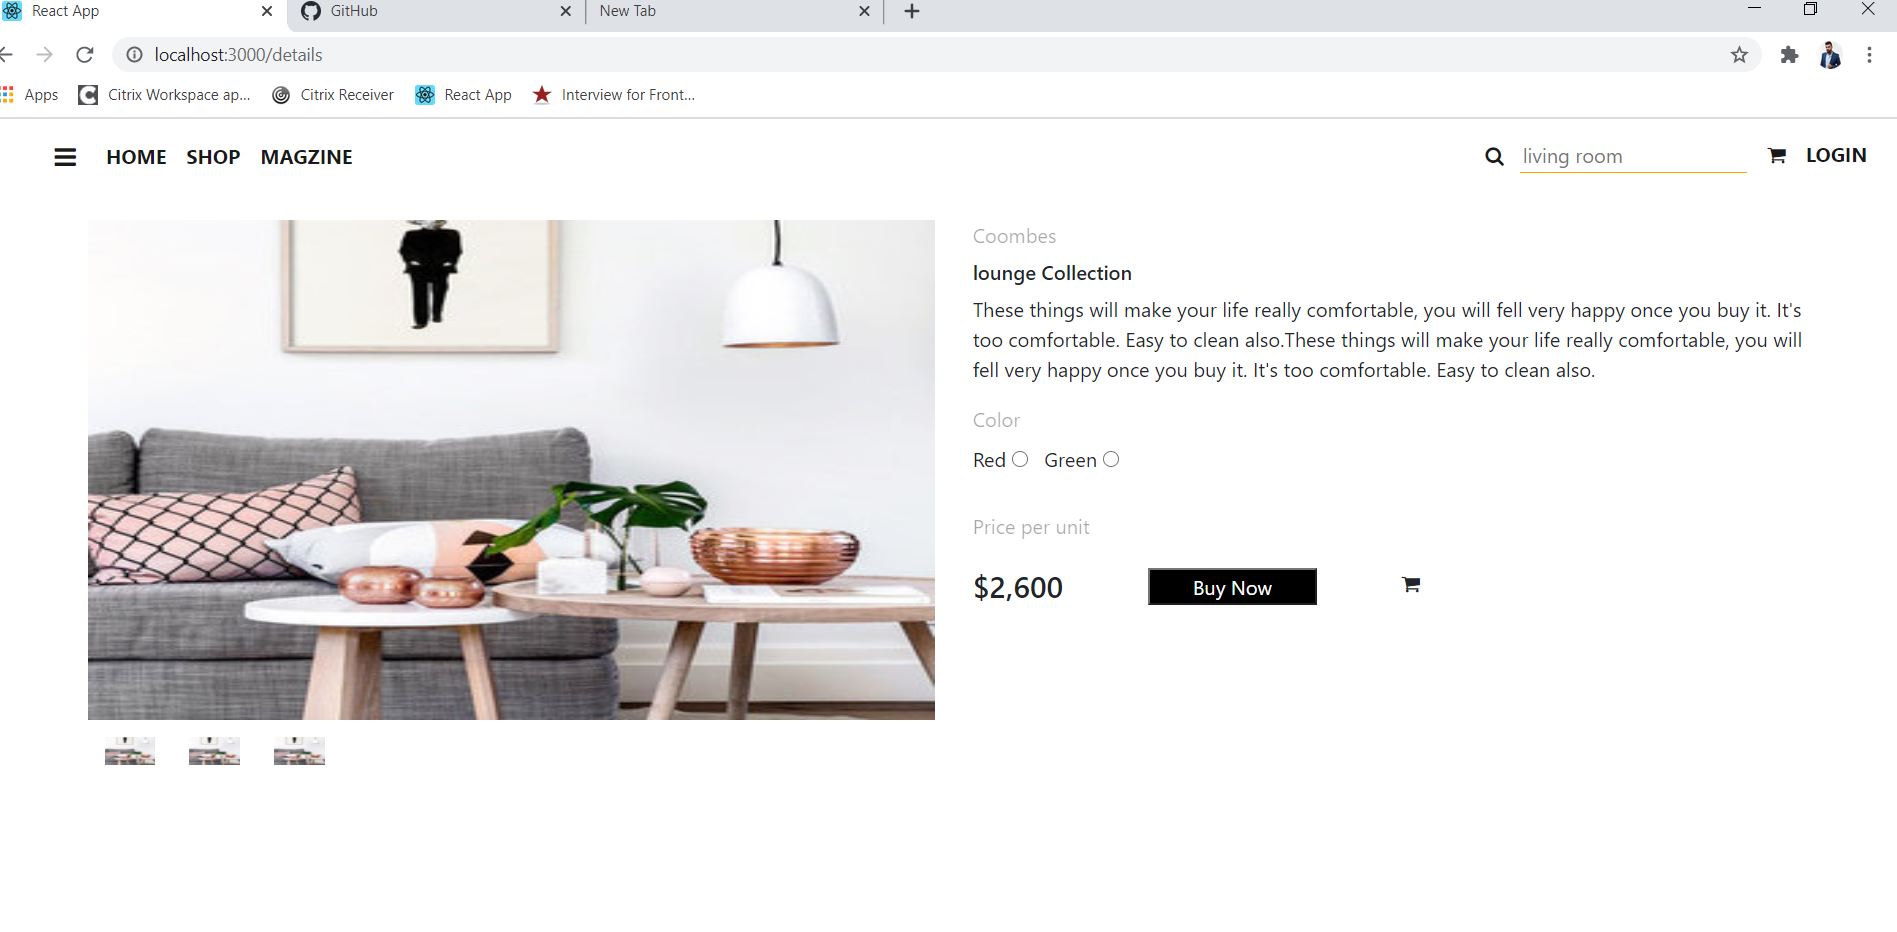 React App
GitHub
New Tab
localhost:3000/details
Apps
Citrix Workspace ap...
Citrix Receiver
React App
Interview for Front...
HOME SHOP MAGZINE
living room
LOGIN
Coombes
lounge Collection
These things will make your life really comfortable, you will fell very happy once you buy it. It's
too comfortable. Easy to clean also.These things will make your life really comfortable, you will
fell very happy once you buy it. It's too comfortable. Easy to clean also.
Color
Red Green
Price per unit
$2,600
Buy Now